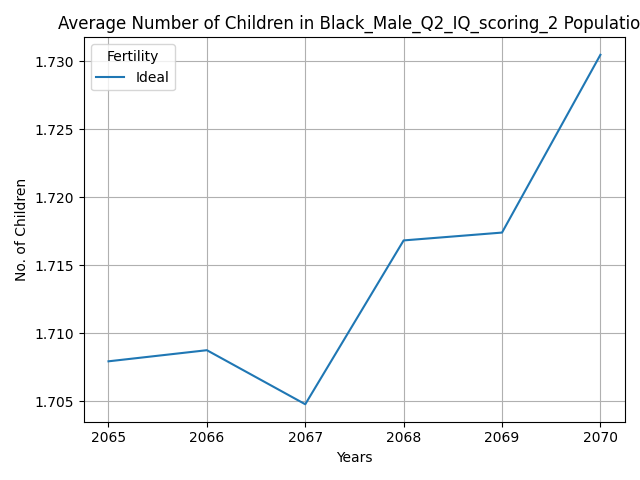 Average Number of Children in Black_Male_Q2_IQ_scoring_2 Populatio
Fertility
Ideal
No. of Children
1.730
1.725
1.720
1.715
1.710
1.705
2065 2066 2067 2068 2069 2070
Years